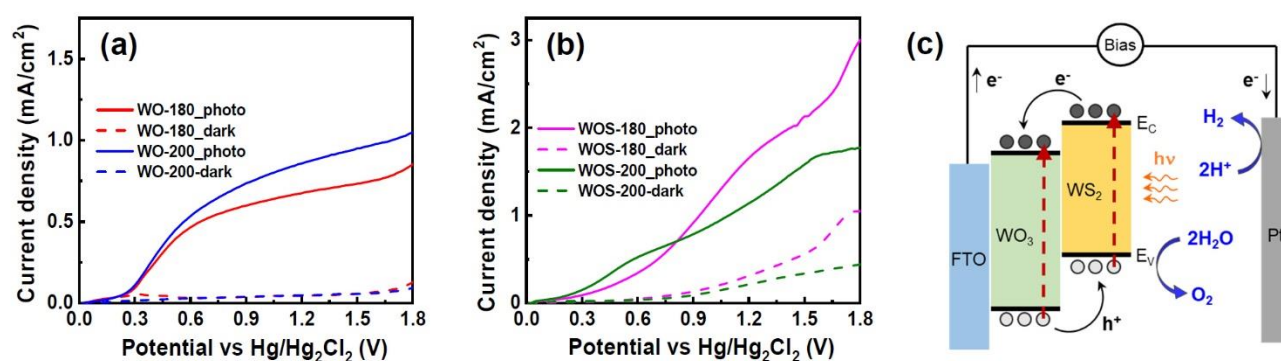 (a)
Current density (mA/cm²)
1.5
1.0
0.5
0.0
WO-180_photo
WO-180_dark
WO-200_photo
WO-200-dark
0.0 0.3 0.6 0.9 1.2 1.5 1.8
Potential vs Hg/Hg₂Cl₂ (V)
(b)
Current density (mA/cm²)
3
2
1
0
WOS-180_photo
WOS-180_dark
WOS-200_photo
WOS-200-dark
0.0 0.3 0.6 0.9 1.2 1.5 1.8
Potential vs Hg/Hg₂Cl₂ (V)
(c)
Bias
e⁻
e⁻
e⁻
E_C
H₂
hν
2H⁺
WS₂
WO₃
FTO
E_V
2H₂O
O₂
h⁺
Pt